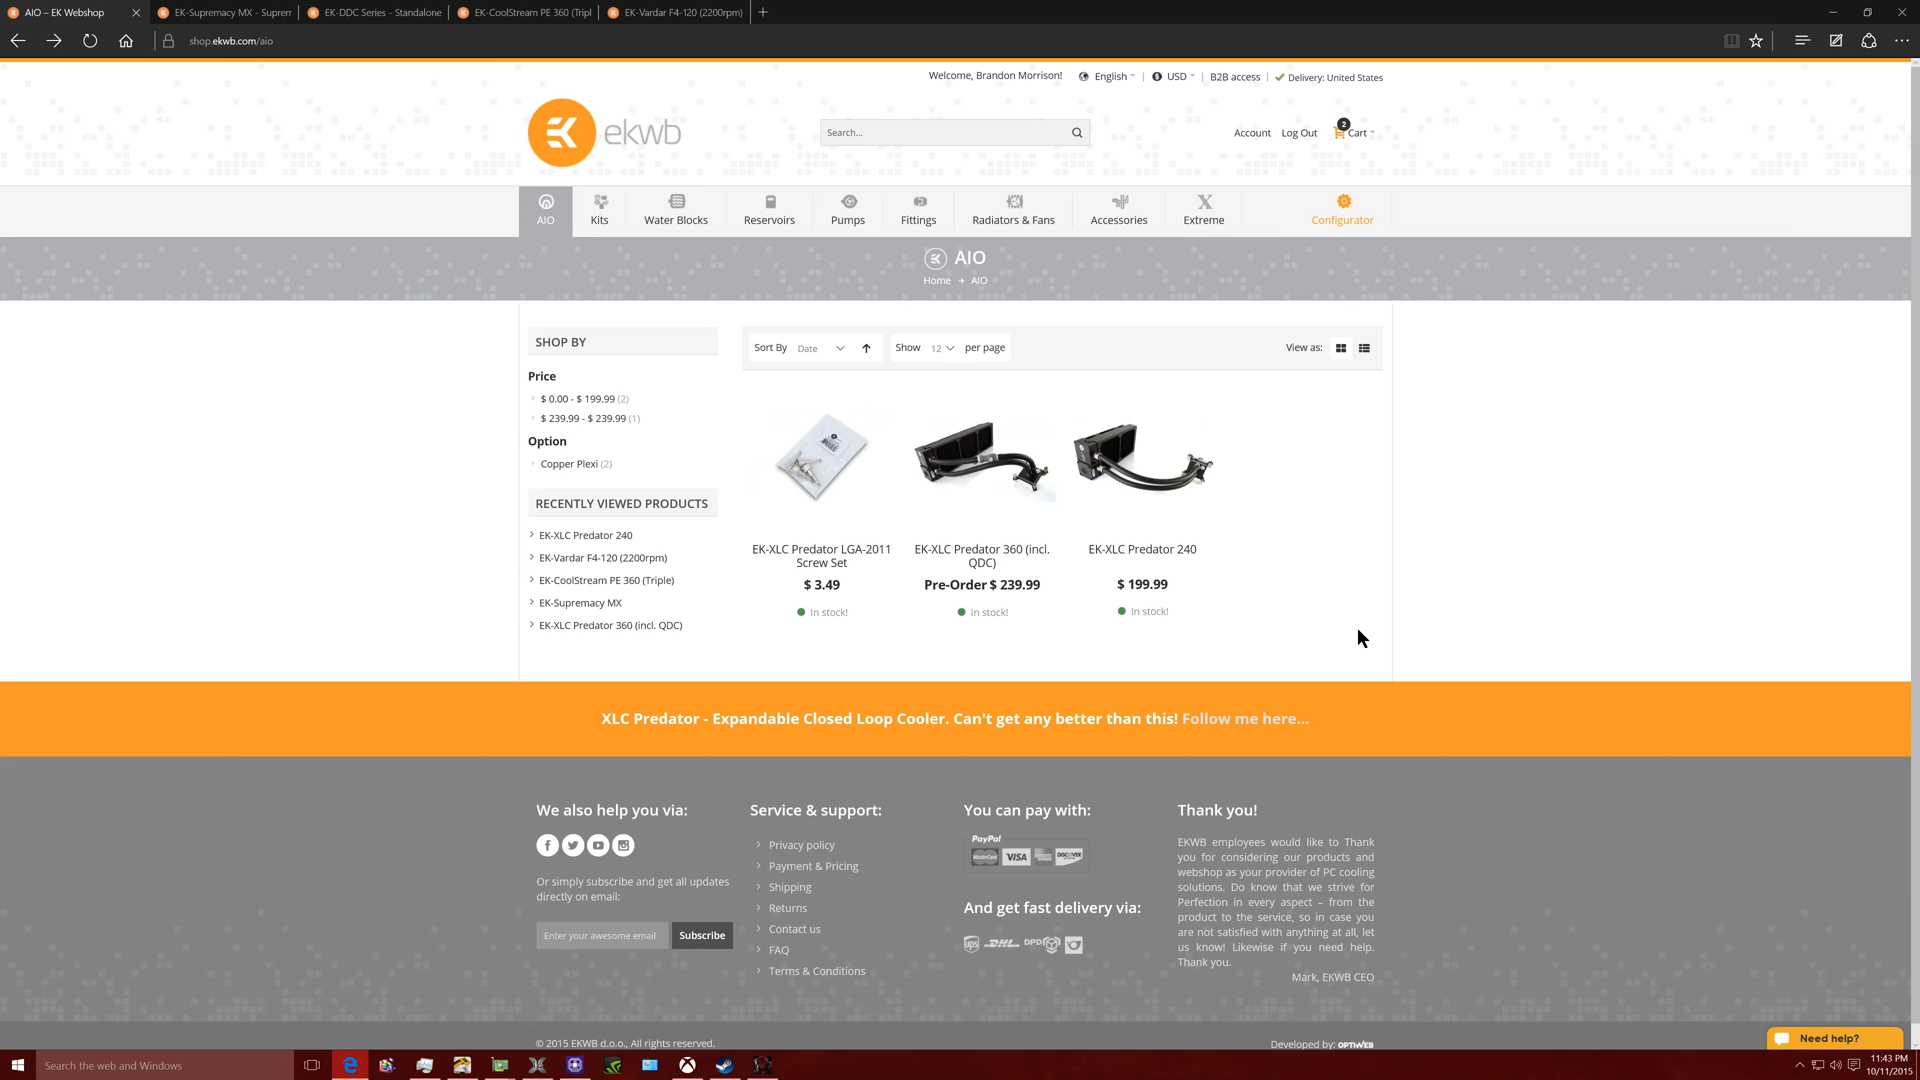 AIO – EK Webshop
EK-Supremacy MX - Suprem
EK-DDC Series - Standalone
EK-CoolStream PE 360 (Tripl
EK-Vardar F4-120 (2200rpm)
shop.ekwb.com/aio
Welcome, Brandon Morrison!
English
USD
B2B access
Delivery: United States
ekwb
Search...
Account
Log Out
2
Cart
AIO
Kits
Water Blocks
Reservoirs
Pumps
Fittings
Radiators & Fans
Accessories
Extreme
Configurator
AIO
Home → AIO
SHOP BY
Price
$ 0.00 - $ 199.99 (2)
$ 239.99 - $ 239.99 (1)
Option
Copper Plexi (2)
RECENTLY VIEWED PRODUCTS
EK-XLC Predator 240
EK-Vardar F4-120 (2200rpm)
EK-CoolStream PE 360 (Triple)
EK-Supremacy MX
EK-XLC Predator 360 (incl. QDC)
Sort By Date
Show 12 per page
View as:
EK-XLC Predator LGA-2011
Screw Set
$ 3.49
In stock!
EK-XLC Predator 360 (incl.
QDC)
Pre-Order $ 239.99
In stock!
EK-XLC Predator 240
$ 199.99
In stock!
XLC Predator - Expandable Closed Loop Cooler. Can't get any better than this! Follow me here...
We also help you via:
Or simply subscribe and get all updates
directly on email:
Enter your awesome email
Subscribe
Service & support:
Privacy policy
Payment & Pricing
Shipping
Returns
Contact us
FAQ
Terms & Conditions
You can pay with:
PayPal
MasterCard
VISA
DISCOVER
And get fast delivery via:
ups
DHL
DPD
Thank you!
EKWB employees would like to Thank
you for considering our products and
webshop as your provider of PC cooling
solutions. Do know that we strive for
Perfection in every aspect – from the
product to the service, so in case you
are not satisfied with anything at all, let
us know! Likewise if you need help.
Thank you.
Mark, EKWB CEO
© 2015 EKWB d.o.o., All rights reserved.
Developed by: OPTIWEB
Need help?
Search the web and Windows
11:43 PM
10/11/2015